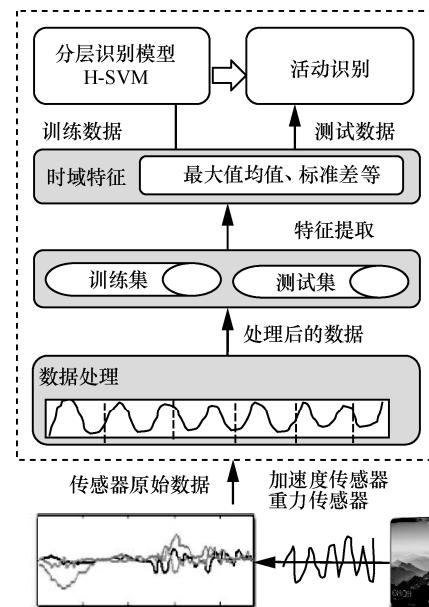 分层识别模型
H-SVM
活动识别
训练数据
测试数据
时域特征
最大值均值、标准差等
特征提取
训练集
测试集
处理后的数据
数据处理
传感器原始数据
加速度传感器
重力传感器